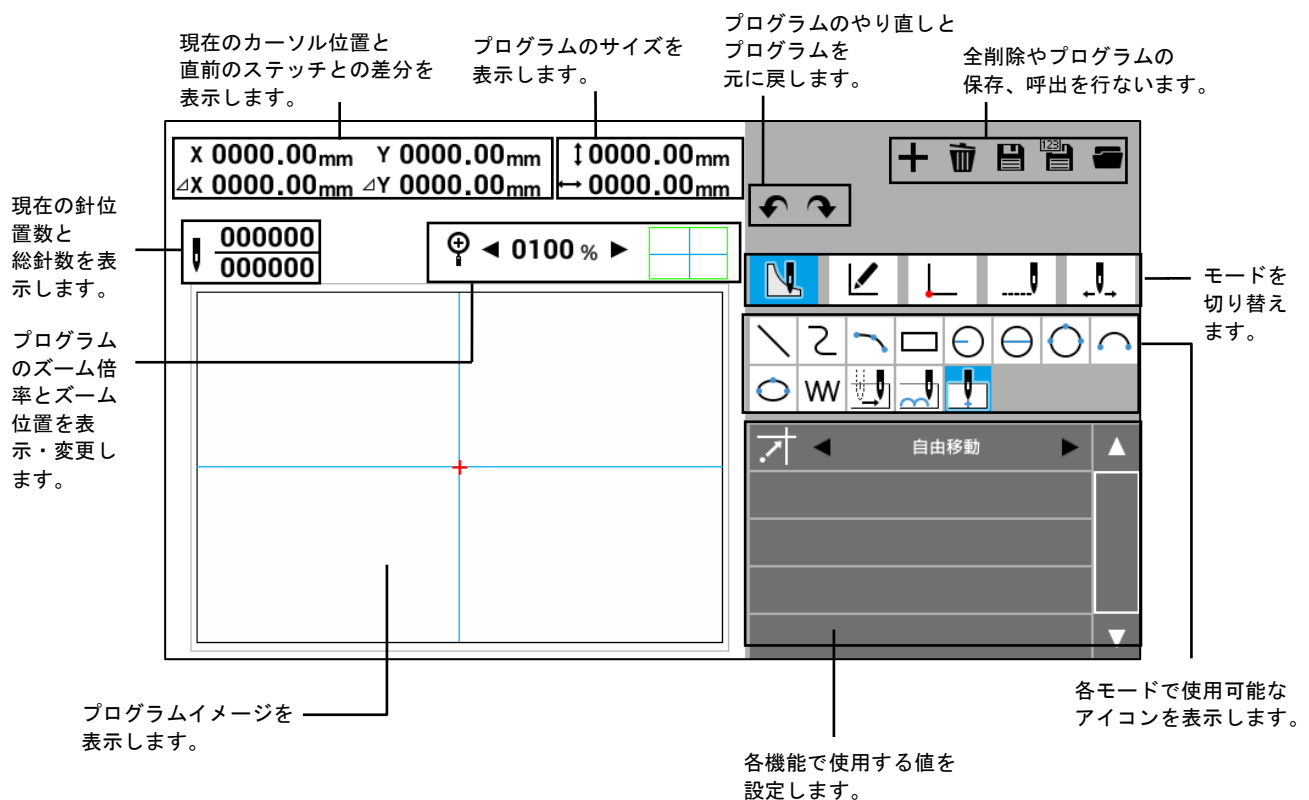 現在のカーソル位置と
直前のステッチとの差分を
表示します。
プログラムのサイズを
表示します。
プログラムのやり直しと
プログラムを
元に戻します。
全削除やプログラムの
保存、呼出を行ないます。
X 0000.00mm Y 0000.00mm
⊿X 0000.00mm ⊿Y 0000.00mm
↕0000.00mm
↔0000.00mm
123
現在の針位
置数と
総針数を表
示します。
000000
000000
◀ 0100 % ▶
モードを
切り替え
ます。
プログラム
のズーム倍
率とズーム
位置を表
示・変更し
ます。
◀ 自由移動 ▶ ▲
▼
プログラムイメージを
表示します。
各モードで使用可能な
アイコンを表示します。
各機能で使用する値を
設定します。